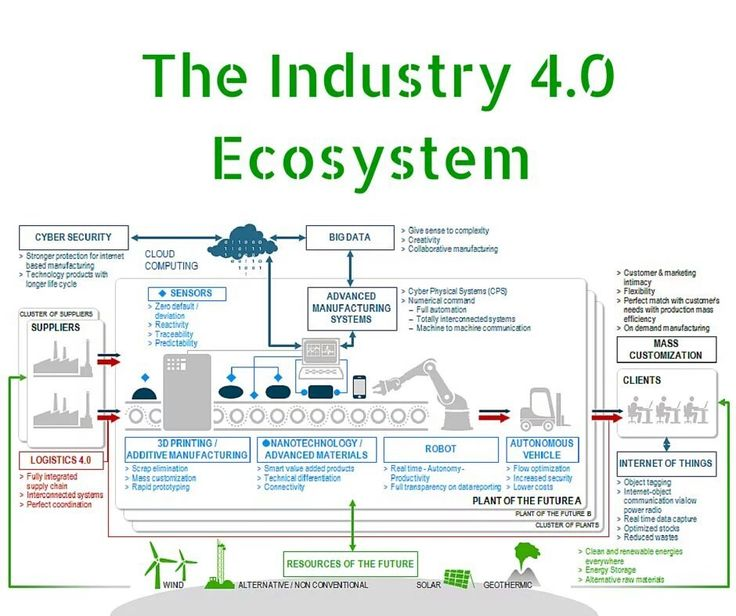 The Industry 4.0
Ecosystem
CYBER SECURITY
> Stronger protection for internet
based manufacturing
> Technology products with
longer life cycle
CLOUD
COMPUTING
BIG DATA
> Give sense to complexity
> Creativity
> Collaborative manufacturing
SENSORS
> Zero default /
deviation
> Reactivity
> Traceability
> Predictability
ADVANCED
MANUFACTURING
SYSTEMS
> Cyber Physical Systems (CPS)
> Numerical command
– Full automation
– Totally interconnected systems
– Machine to machine communication
> Customer & marketing
intimacy
> Flexibility
> Perfect match with customer's
needs with production mass
efficiency
> On demand manufacturing
MASS
CUSTOMIZATION
CLUSTER OF SUPPLIERS
SUPPLIERS
CLIENTS
LOGISTICS 4.0
> Fully integrated
supply chain
> Interconnected systems
> Perfect coordination
3D PRINTING /
ADDITIVE MANUFACTURING
> Scrap elimination
> Mass customization
> Rapid prototyping
NANOTECHNOLOGY /
ADVANCED MATERIALS
> Smart value added products
> Technical differentiation
> Connectivity
ROBOT
> Real time - Autonomy -
Productivity
> Full transparency on data reporting
AUTONOMOUS
VEHICLE
> Flow optimization
> Increased security
> Lower costs
PLANT OF THE FUTURE A
PLANT OF THE FUTURE B
CLUSTER OF PLANTS
INTERNET OF THINGS
> Object tagging
> Internet-object
communication via low
power radio
> Real time data capture
> Optimized stocks
> Reduced wastes
RESOURCES OF THE FUTURE
> Clean and renewable energies
everywhere
> Energy Storage
> Alternative raw materials
WIND
ALTERNATIVE / NON CONVENTIONAL
SOLAR
GEOTHERMIC